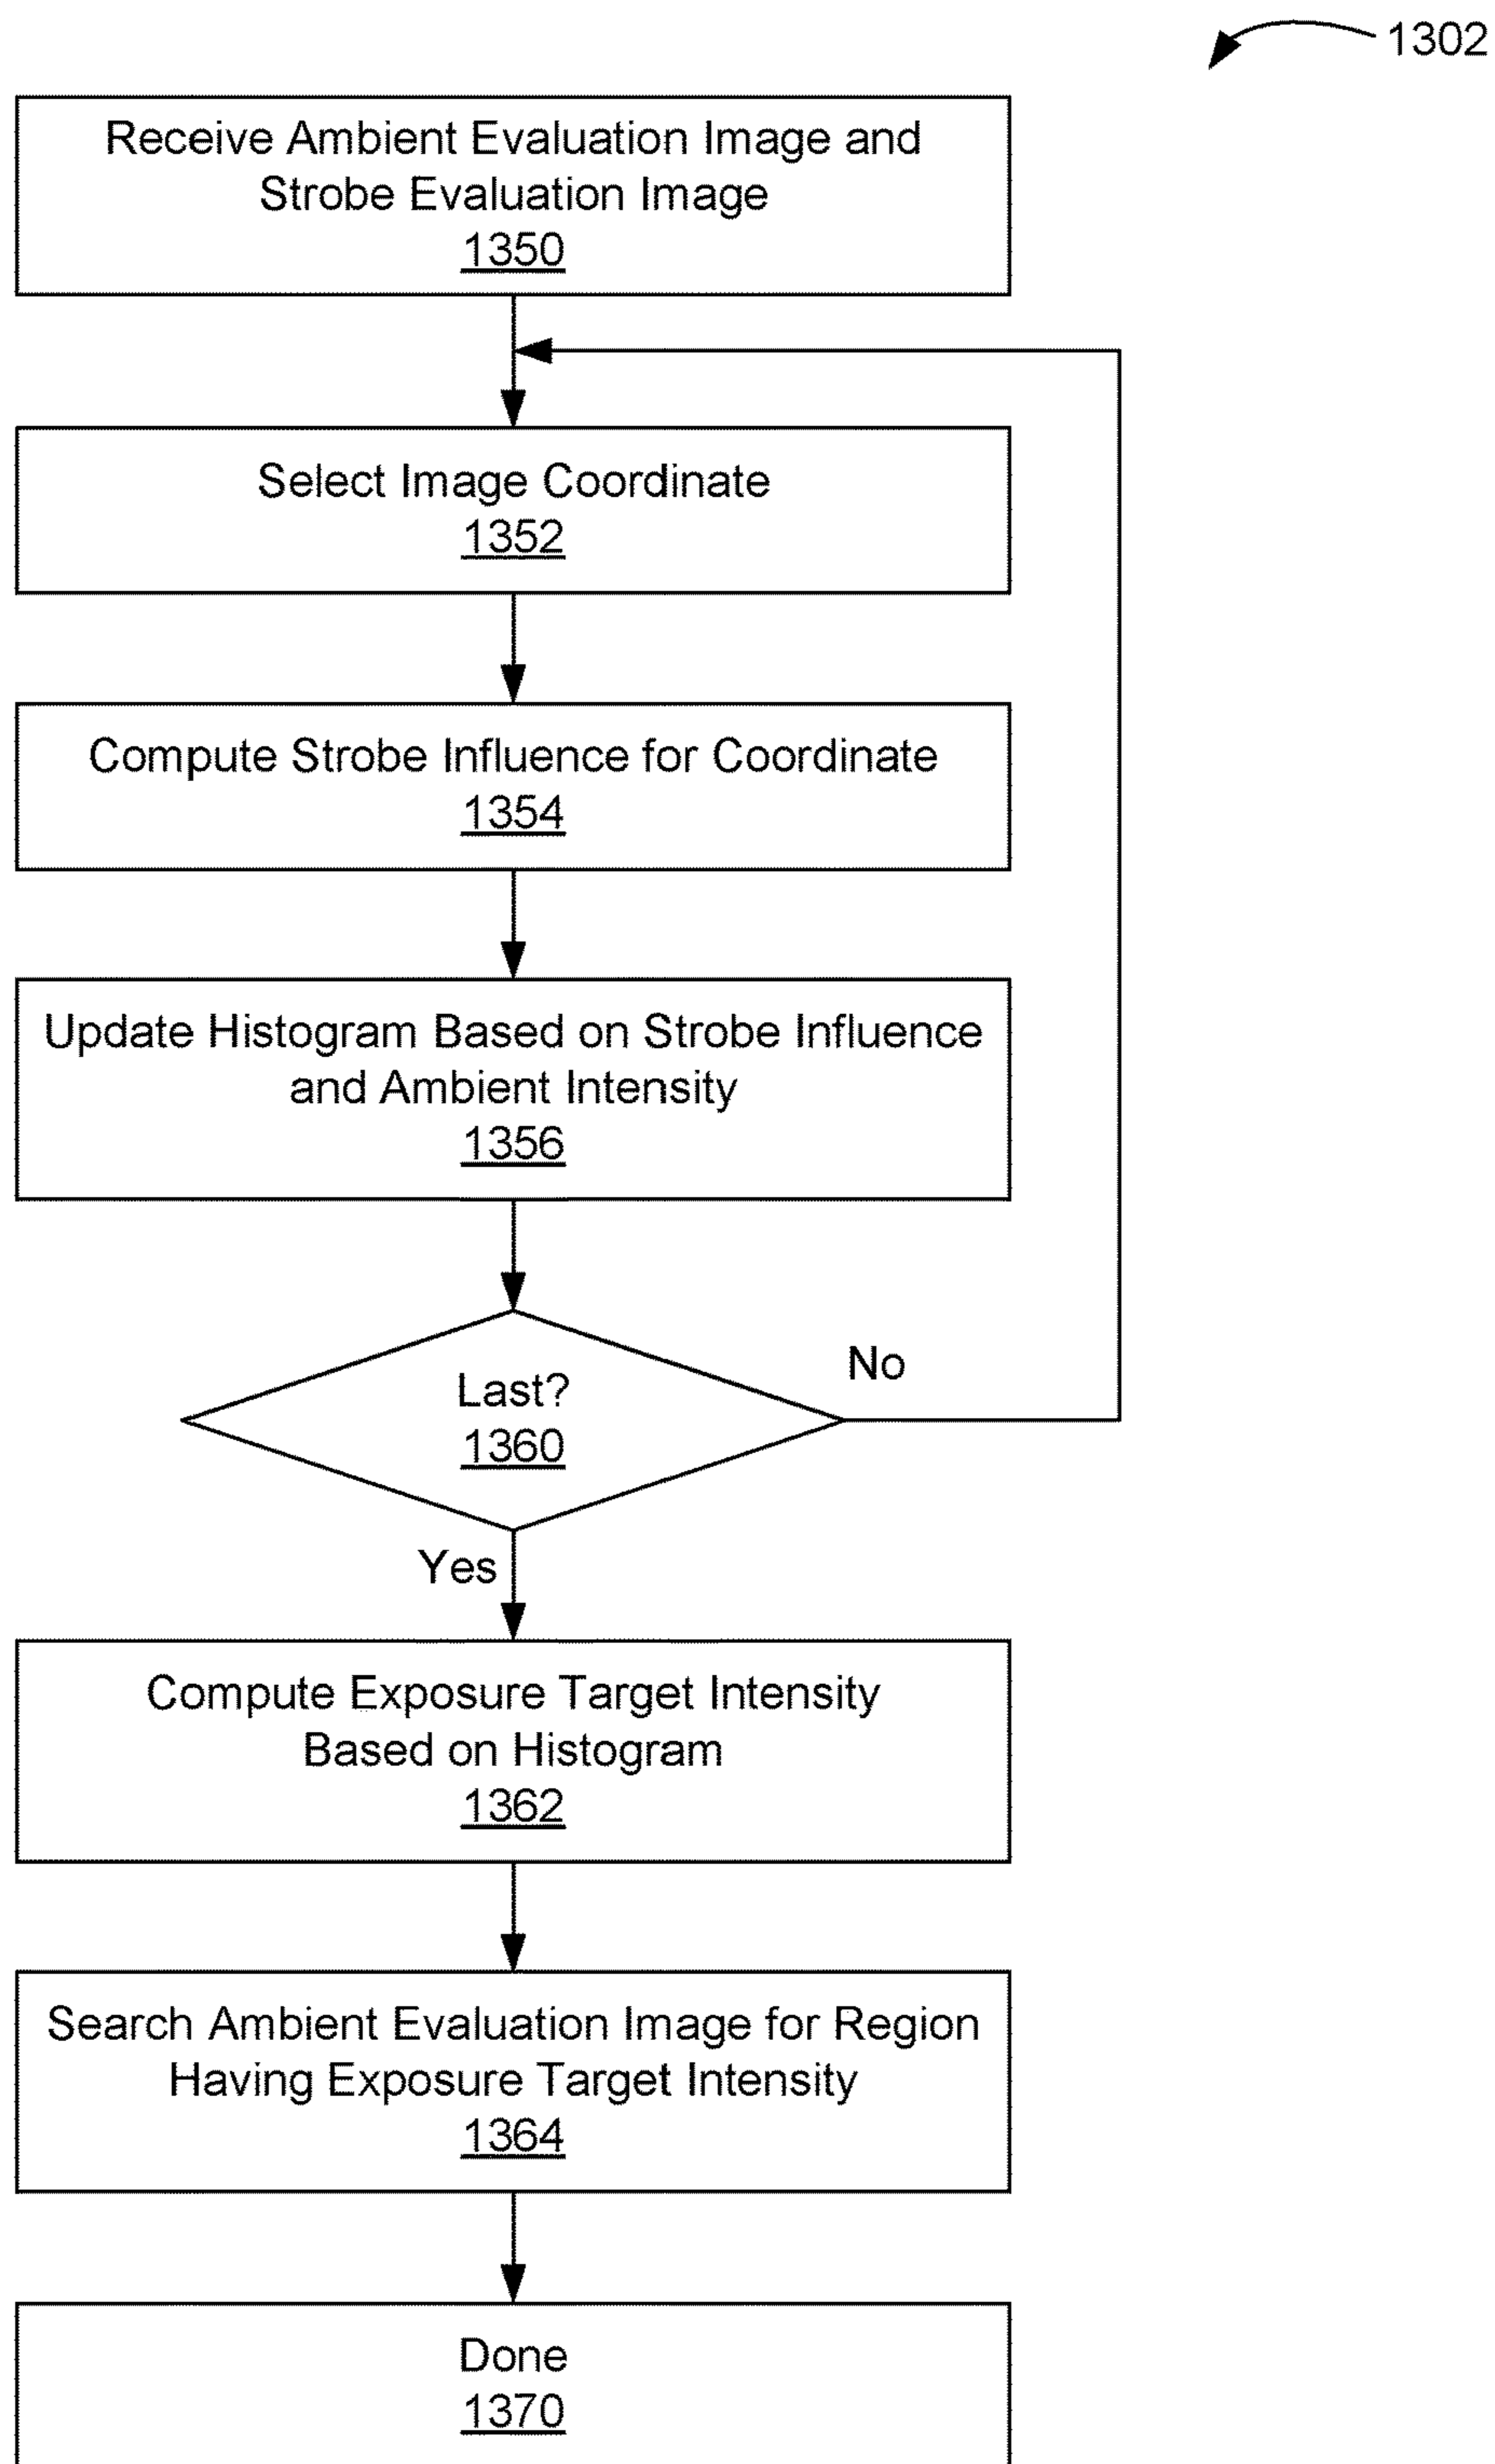 1302
Receive Ambient Evaluation Image and
Strobe Evaluation Image
1350
Select Image Coordinate
1352
Compute Strobe Influence for Coordinate
1354
Update Histogram Based on Strobe Influence
and Ambient Intensity
1356
Last?
1360
No
Yes
Compute Exposure Target Intensity
Based on Histogram
1362
Search Ambient Evaluation Image for Region
Having Exposure Target Intensity
1364
Done
1370